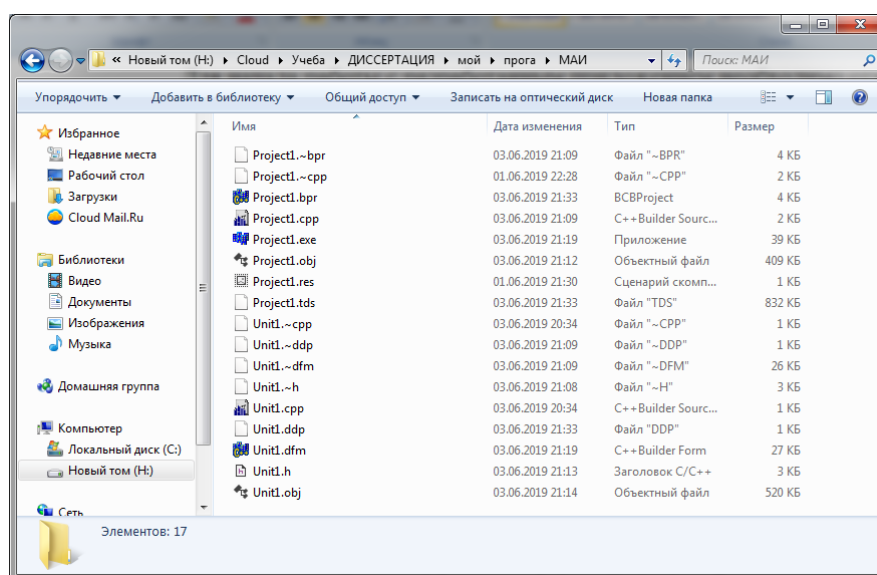 « Новый том (H:) ▸ Cloud ▸ Учеба ▸ ДИССЕРТАЦИЯ ▸ мой ▸ прога ▸ МАИ Поиск: МАИ
Упорядочить Добавить в библиотеку Общий доступ Записать на оптический диск Новая папка
Избранное
Недавние места
Рабочий стол
Загрузки
Cloud Mail.Ru
Библиотеки
Видео
Документы
Изображения
Музыка
Домашняя группа
Компьютер
Локальный диск (C:)
Новый том (H:)
Сеть
Имя Дата изменения Тип Размер
Project1.~bpr 03.06.2019 21:09 Файл "~BPR" 4 КБ
Project1.~cpp 01.06.2019 22:28 Файл "~CPP" 2 КБ
Project1.bpr 03.06.2019 21:33 BCBProject 4 КБ
Project1.cpp 03.06.2019 21:09 C++Builder Sourc... 2 КБ
Project1.exe 03.06.2019 21:19 Приложение 39 КБ
Project1.obj 03.06.2019 21:12 Объектный файл 409 КБ
Project1.res 01.06.2019 21:30 Сценарий скомп... 1 КБ
Project1.tds 03.06.2019 21:33 Файл "TDS" 832 КБ
Unit1.~cpp 03.06.2019 20:34 Файл "~CPP" 1 КБ
Unit1.~ddp 03.06.2019 21:09 Файл "~DDP" 1 КБ
Unit1.~dfm 03.06.2019 21:09 Файл "~DFM" 26 КБ
Unit1.~h 03.06.2019 21:08 Файл "~H" 3 КБ
Unit1.cpp 03.06.2019 20:34 C++Builder Sourc... 1 КБ
Unit1.ddp 03.06.2019 21:33 Файл "DDP" 1 КБ
Unit1.dfm 03.06.2019 21:19 C++Builder Form 27 КБ
Unit1.h 03.06.2019 21:13 Заголовок C/C++ 3 КБ
Unit1.obj 03.06.2019 21:14 Объектный файл 520 КБ
Элементов: 17